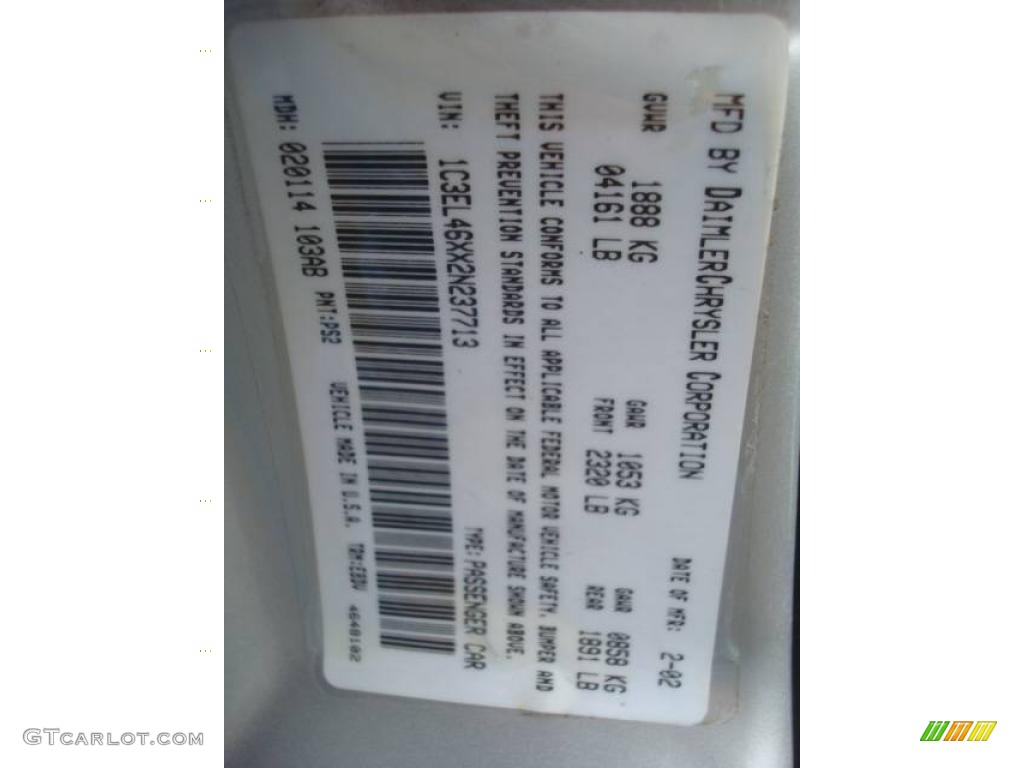 MFD BY DAIMLERCHRYSLER CORPORATION
DATE OF MFR: 2-02
GVWR 1888 KG
04161 LB
GAWR 1053 KG
FRONT 2320 LB
GAWR 0858 KG
REAR 1891 LB
THIS VEHICLE CONFORMS TO ALL APPLICABLE FEDERAL MOTOR VEHICLE SAFETY, BUMPER AND
THEFT PREVENTION STANDARDS IN EFFECT ON THE DATE OF MANUFACTURE SHOWN ABOVE.
VIN: 1C3EL46XX2N237713
TYPE: PASSENGER CAR
MDH: 020114 103AB PNT:PS2 VEHICLE MADE IN U.S.A. 4648102
GTCARLOT.COM